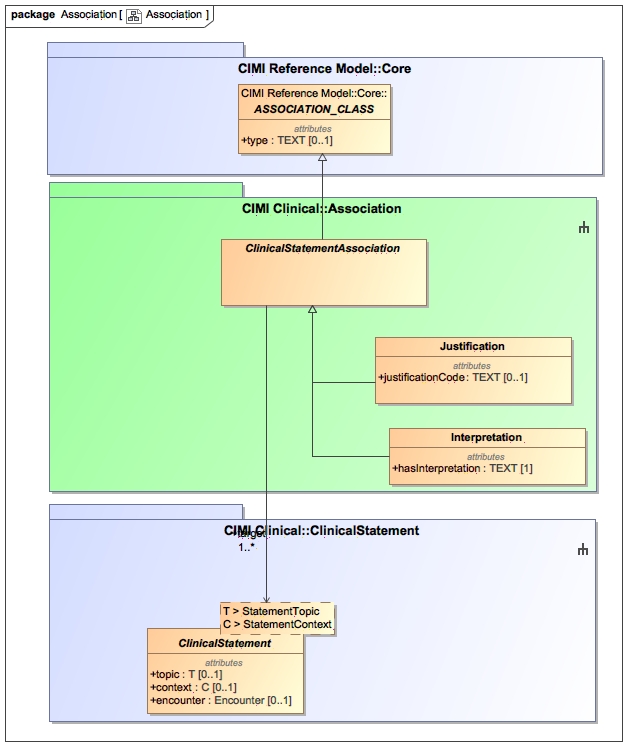 package Association [ Association ]
CIMI Reference Model::Core
CIMI Reference Model::Core::
ASSOCIATION_CLASS
attributes
+type : TEXT [0..1]
CIMI Clinical::Association
ClinicalStatementAssociation
Justification
attributes
+justificationCode : TEXT [0..1]
Interpretation
attributes
+hasInterpretation : TEXT [1]
CIMI Clinical::ClinicalStatement
+target
1..*
T > StatementTopic
C > StatementContext
ClinicalStatement
attributes
+topic : T [0..1]
+context : C [0..1]
+encounter : Encounter [0..1]